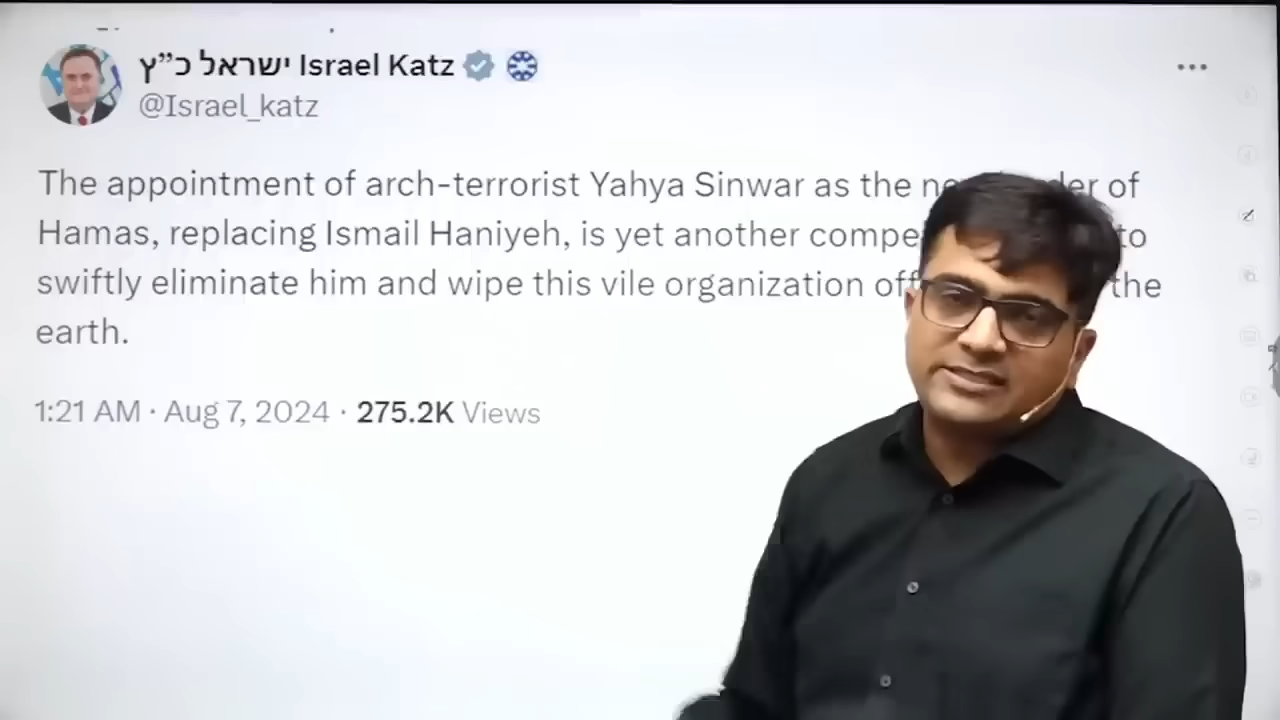 ישראל כ”ץ Israel Katz
@Israel_katz
The appointment of arch-terrorist Yahya Sinwar as the of
Hamas, replacing Ismail Haniyeh, is yet another to
swiftly eliminate him and wipe this vile organization the
earth.
1:21 AM · Aug 7, 2024 · 275.2K Views